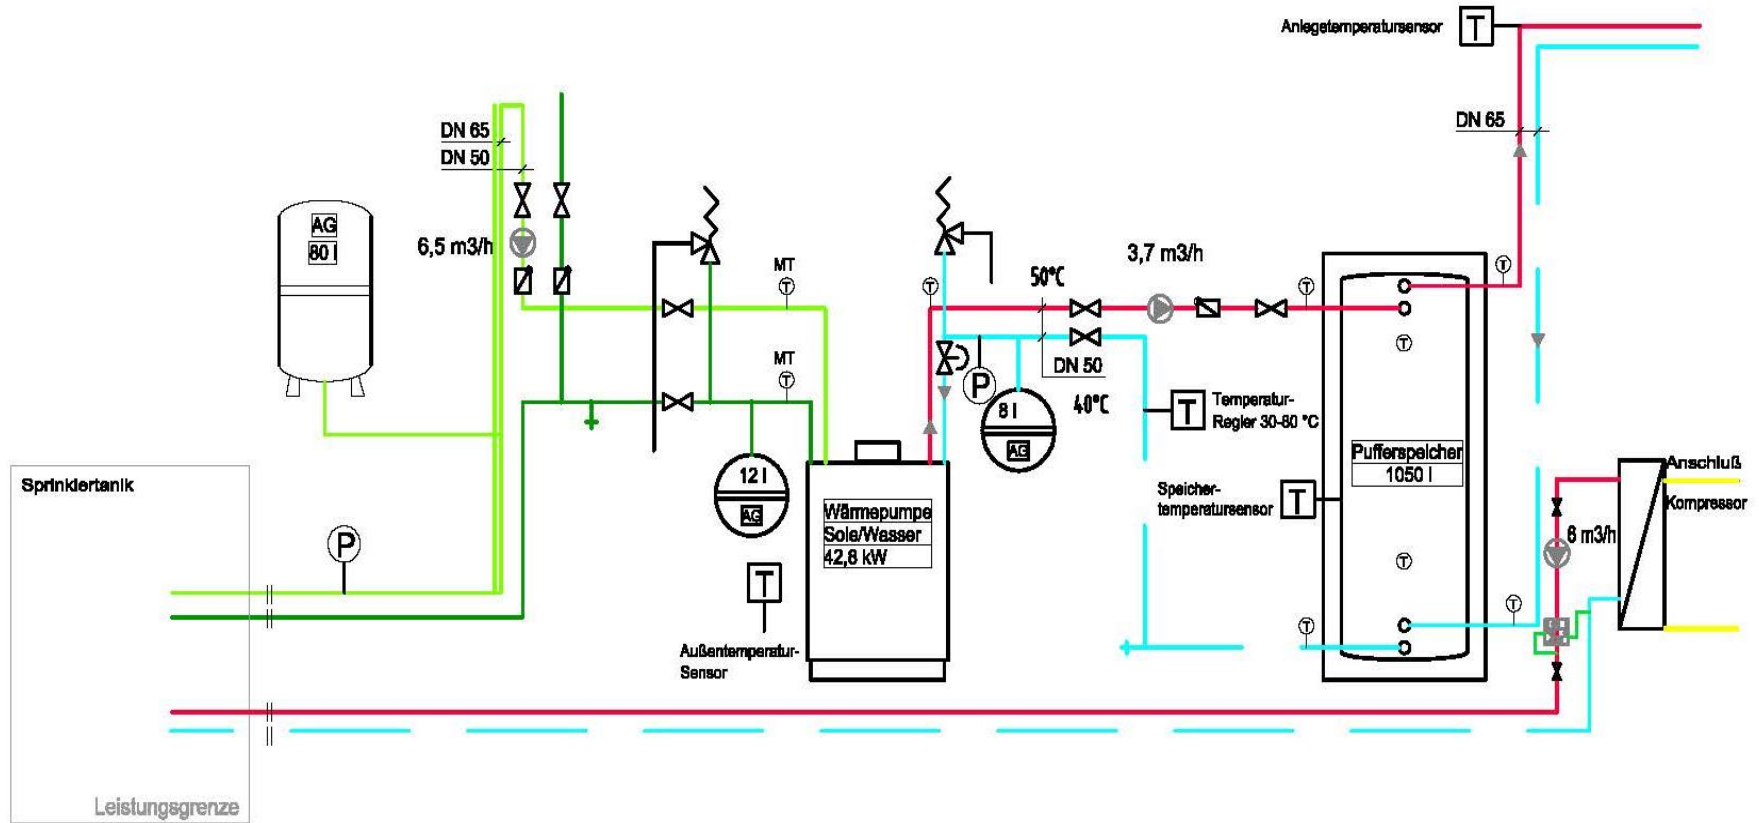 Anlegetemperatursensor
T
DN 65
DN 50
DN 65
AG
80 l
6,5 m3/h
MT
T
T
50°C
3,7 m3/h
T
T
T
MT
T
P
DN 50
8 l
AG
40°C
T
Temperatur-
Regler 30-80 °C
Pufferspeicher
1050 l
Anschluß
Kompressor
Sprinklertank
12 l
AG
Wärmepumpe
Sole/Wasser
42,8 kW
Speicher-
temperatursensor
T
P
T
6 m3/h
T
T
T
Außentemperatur-
Sensor
Leistungsgrenze